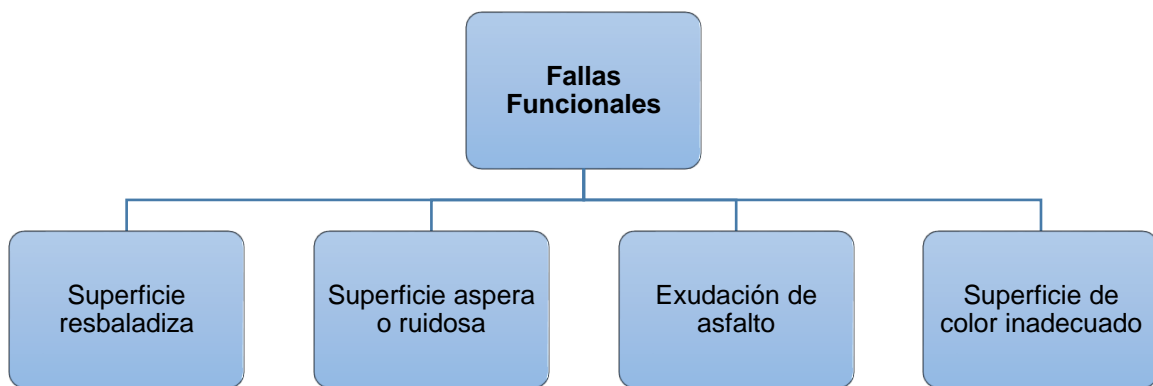 Fallas
Funcionales
Superficie
resbaladiza
Superficie aspera
o ruidosa
Exudación de
asfalto
Superficie de
color inadecuado